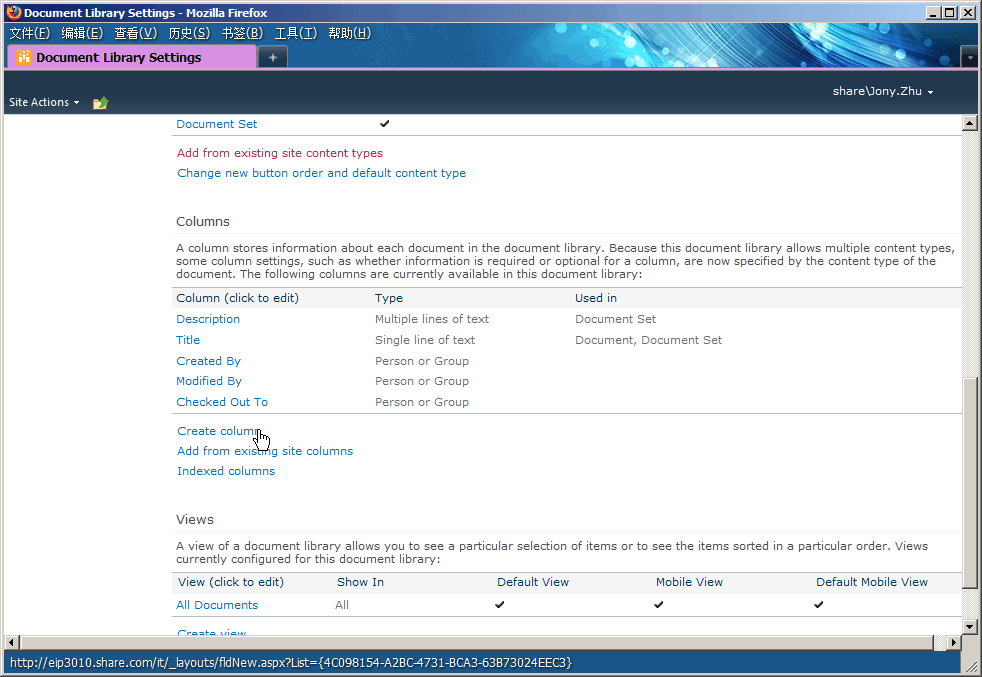 Document Library Settings - Mozilla Firefox
文件(F) 编辑(E) 查看(V) 历史(S) 书签(B) 工具(T) 帮助(H)
Document Library Settings +
share\Jony.Zhu
Site Actions
Document Set
Add from existing site content types
Change new button order and default content type
Columns
A column stores information about each document in the document library. Because this document library allows multiple content types,
some column settings, such as whether information is required or optional for a column, are now specified by the content type of the
document. The following columns are currently available in this document library:
Column (click to edit) Type Used in
Description Multiple lines of text Document Set
Title Single line of text Document, Document Set
Created By Person or Group
Modified By Person or Group
Checked Out To Person or Group
Create column
Add from existing site columns
Indexed columns
Views
A view of a document library allows you to see a particular selection of items or to see the items sorted in a particular order. Views
currently configured for this document library:
View (click to edit) Show In Default View Mobile View Default Mobile View
All Documents All
Create view
http://eip3010.share.com/it/_layouts/fldNew.aspx?List={4C098154-A2BC-4731-BCA3-63B73024EEC3}